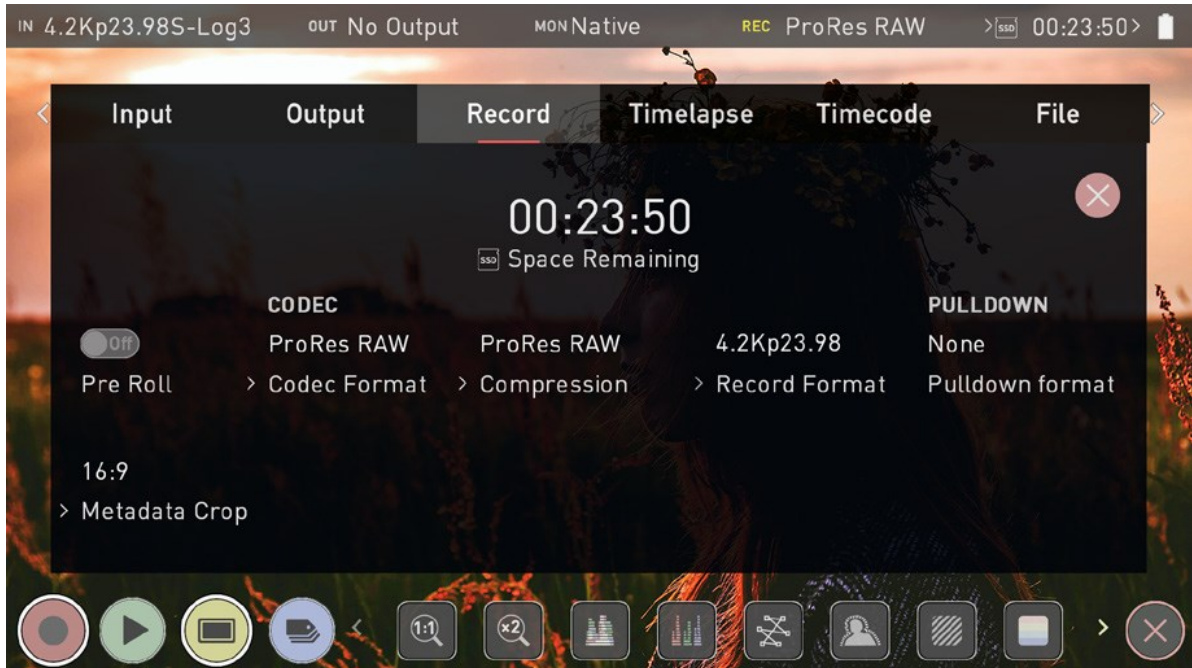 IN 4.2Kp23.98S-Log3 OUT No Output MON Native REC ProRes RAW >SSD 00:23:50>
< Input Output Record Timelapse Timecode File >
00:23:50
SSD Space Remaining
CODEC PULLDOWN
Off ProRes RAW ProRes RAW 4.2Kp23.98 None
Pre Roll > Codec Format > Compression > Record Format Pulldown format
16:9
> Metadata Crop
< 1:1 x2 >